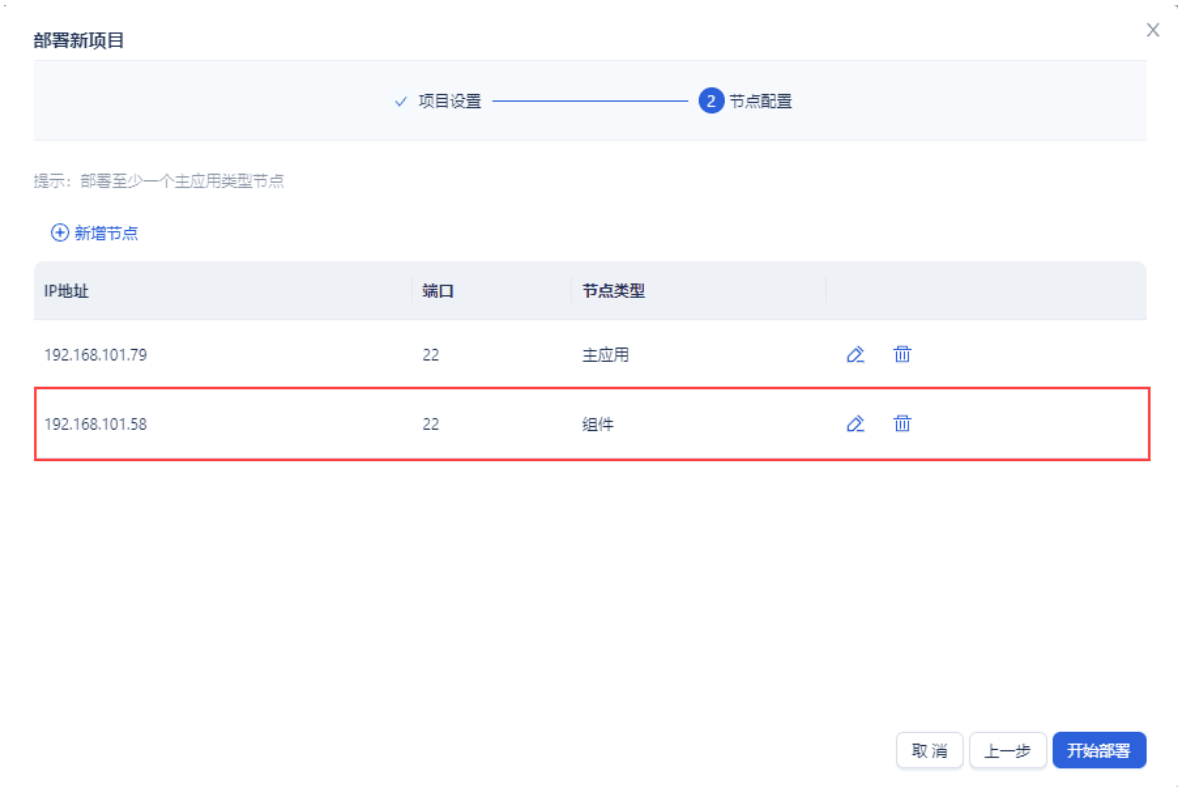 部署新项目
项目设置 2 节点配置
提示：部署至少一个主应用类型节点
新增节点
IP地址 端口 节点类型
192.168.101.79 22 主应用
192.168.101.58 22 组件
取 消 上一步 开始部署